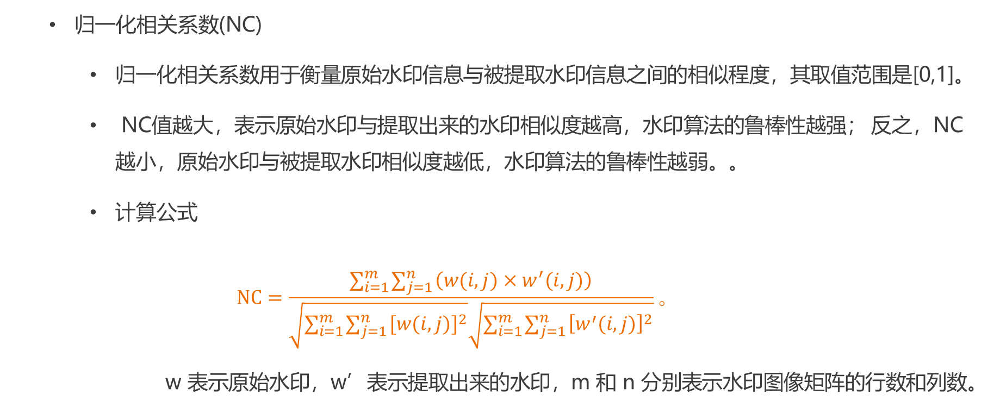 • 归一化相关系数(NC)
• 归一化相关系数用于衡量原始水印信息与被提取水印信息之间的相似程度，其取值范围是[0,1]。
• NC值越大，表示原始水印与提取出来的水印相似度越高，水印算法的鲁棒性越强； 反之，NC
越小，原始水印与被提取水印相似度越低，水印算法的鲁棒性越弱。。
• 计算公式
$\mathrm{NC} = \frac{\sum_{i=1}^{m}\sum_{j=1}^{n}(w(i,j) \times w'(i,j))}{\sqrt{\sum_{i=1}^{m}\sum_{j=1}^{n}[w(i,j)]^2}\sqrt{\sum_{i=1}^{m}\sum_{j=1}^{n}[w'(i,j)]^2}}$。
w 表示原始水印，w′ 表示提取出来的水印，m 和 n 分别表示水印图像矩阵的行数和列数。